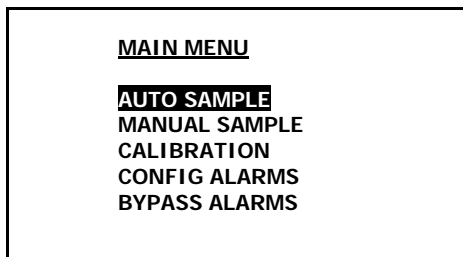 MAIN MENU
AUTO SAMPLE
MANUAL SAMPLE
CALIBRATION
CONFIG ALARMS
BYPASS ALARMS